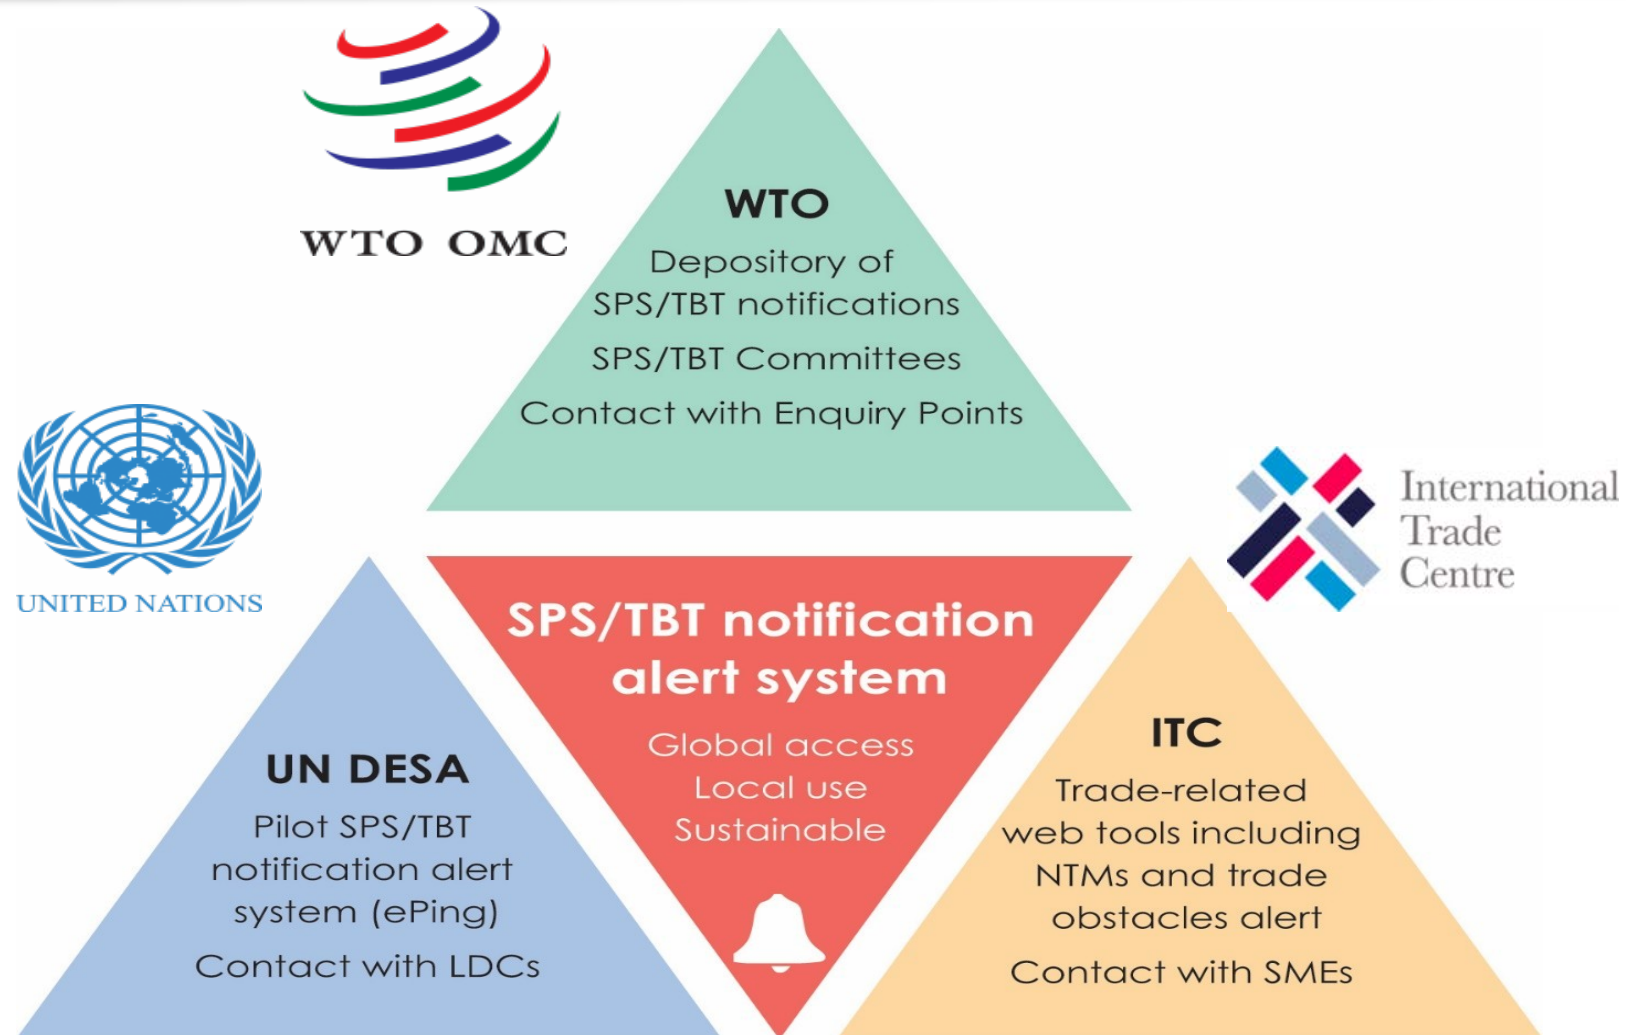 WTO OMC
WTO
Depository of
SPS/TBT notifications
SPS/TBT Committees
Contact with Enquiry Points
UNITED NATIONS
International
Trade
Centre
SPS/TBT notification
alert system
Global access
Local use
Sustainable
UN DESA
Pilot SPS/TBT
notification alert
system (ePing)
Contact with LDCs
ITC
Trade-related
web tools including
NTMs and trade
obstacles alert
Contact with SMEs